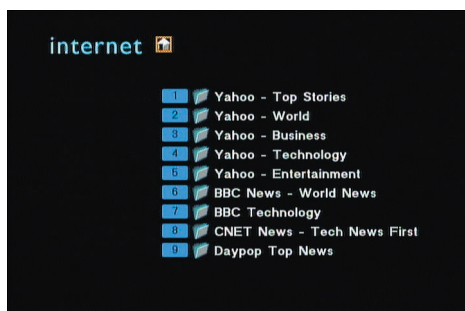 internet
1 Yahoo - Top Stories
2 Yahoo - World
3 Yahoo - Business
4 Yahoo - Technology
5 Yahoo - Entertainment
6 BBC News - World News
7 BBC Technology
8 CNET News - Tech News First
9 Daypop Top News